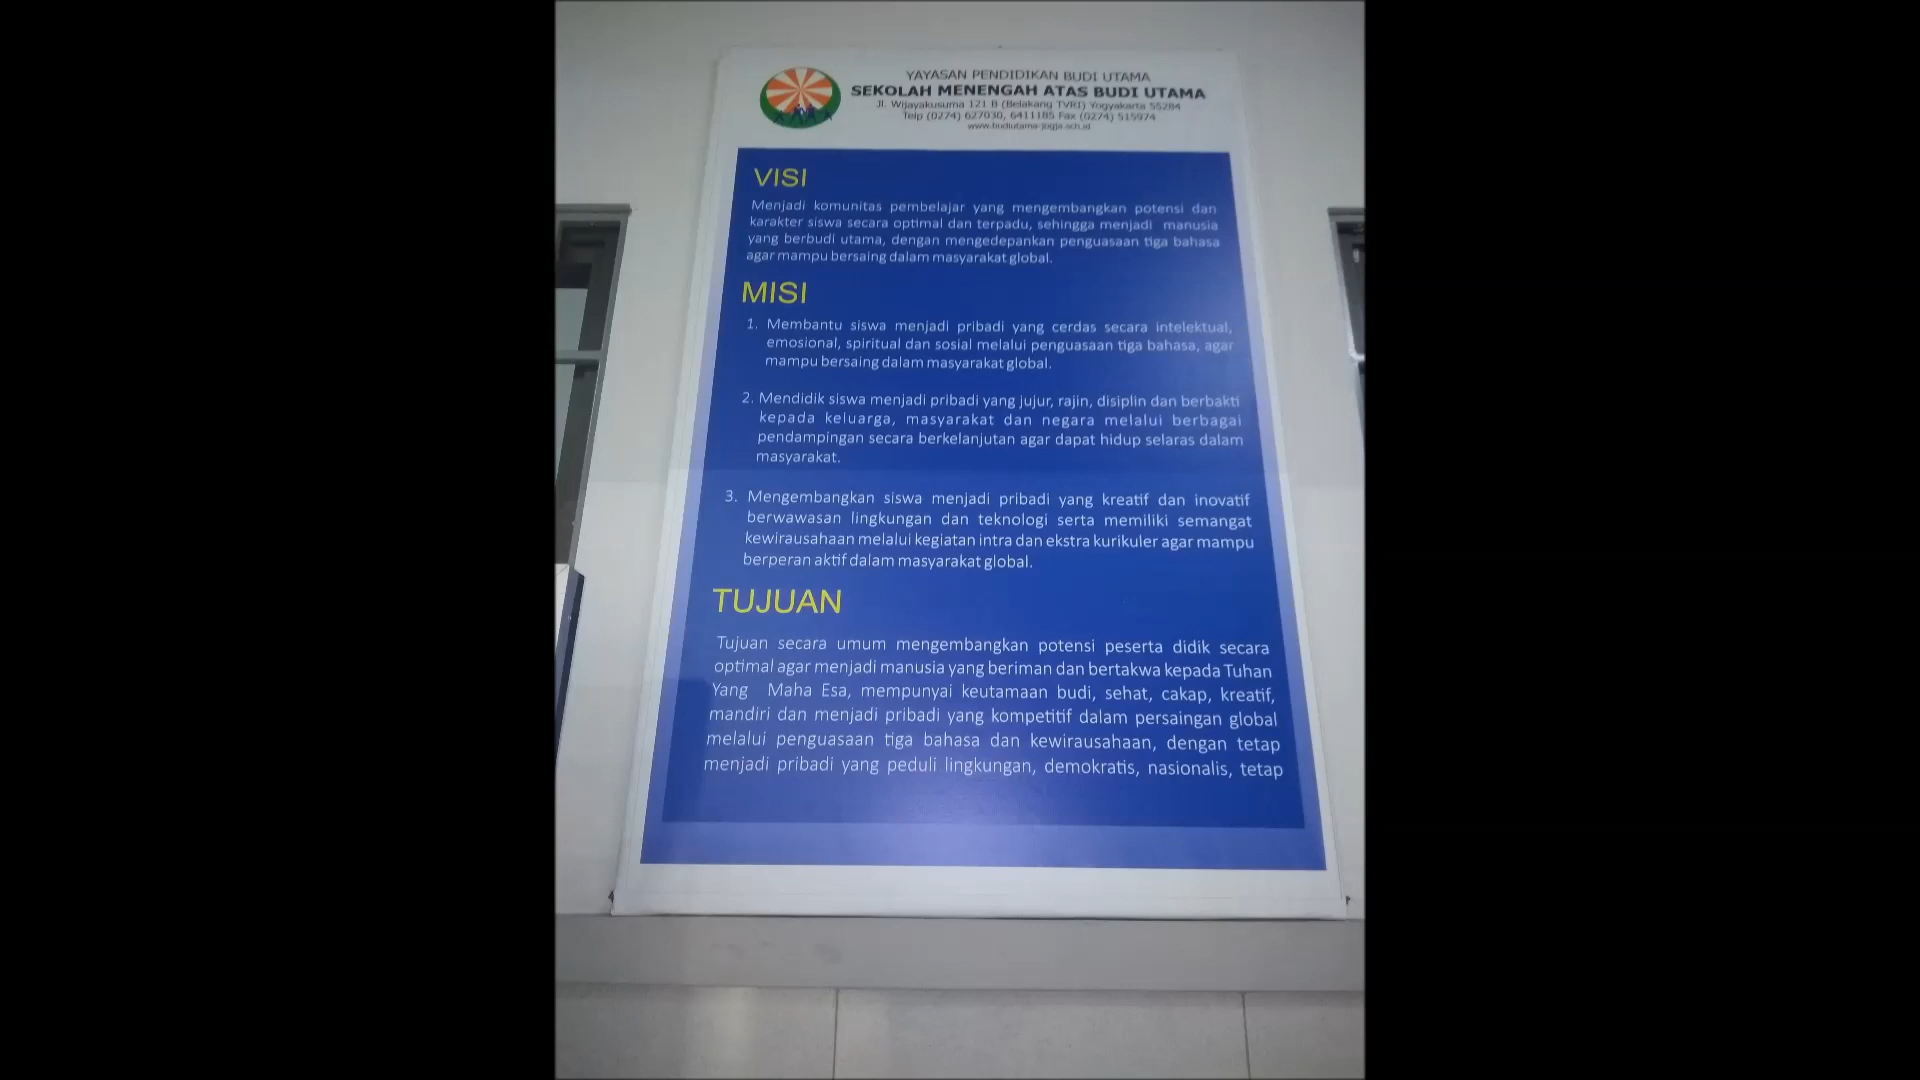 YAYASAN PENDIDIKAN BUDI UTAMA
SEKOLAH MENENGAH ATAS BUDI UTAMA
Jl. Wijayakusuma 121 B (Belakang TVRI) Yogyakarta 55284
Telp (0274) 627030, 6411185 Fax (0274) 515974
www.budiutama-jogja.sch.id
VISI
Menjadi komunitas pembelajar yang mengembangkan potensi dan
karakter siswa secara optimal dan terpadu, sehingga menjadi manusia
yang berbudi utama, dengan mengedepankan penguasaan tiga bahasa
agar mampu bersaing dalam masyarakat global.
MISI
1. Membantu siswa menjadi pribadi yang cerdas secara intelektual,
emosional, spiritual dan sosial melalui penguasaan tiga bahasa, agar
mampu bersaing dalam masyarakat global.
2. Mendidik siswa menjadi pribadi yang jujur, rajin, disiplin dan berbakti
kepada keluarga, masyarakat dan negara melalui berbagai
pendampingan secara berkelanjutan agar dapat hidup selaras dalam
masyarakat.
3. Mengembangkan siswa menjadi pribadi yang kreatif dan inovatif
berwawasan lingkungan dan teknologi serta memiliki semangat
kewirausahaan melalui kegiatan intra dan ekstra kurikuler agar mampu
berperan aktif dalam masyarakat global.
TUJUAN
Tujuan secara umum mengembangkan potensi peserta didik secara
optimal agar menjadi manusia yang beriman dan bertakwa kepada Tuhan
Yang Maha Esa, mempunyai keutamaan budi, sehat, cakap, kreatif,
mandiri dan menjadi pribadi yang kompetitif dalam persaingan global
melalui penguasaan tiga bahasa dan kewirausahaan, dengan tetap
menjadi pribadi yang peduli lingkungan, demokratis, nasionalis, tetap